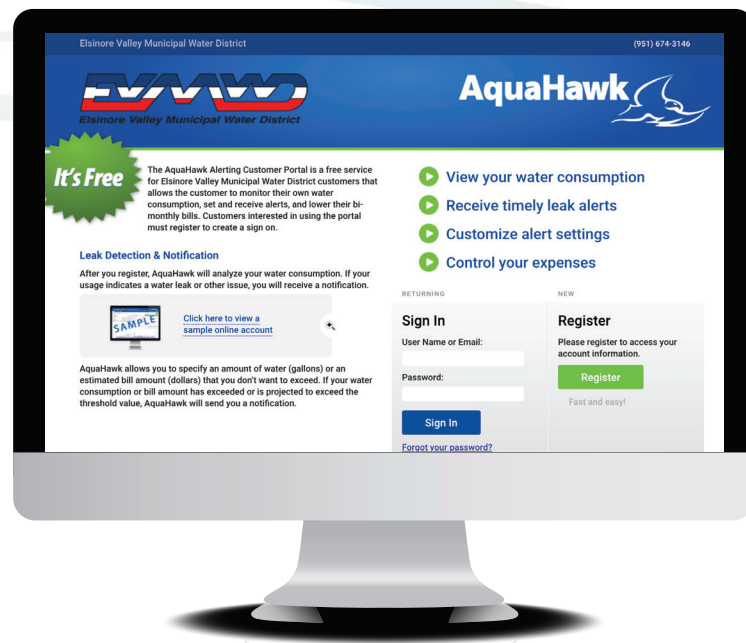 Elsinore Valley Municipal Water District
(951) 674-3146
EVMWD
Elsinore Valley Municipal Water District
AquaHawk
It's Free
The AquaHawk Alerting Customer Portal is a free service
for Elsinore Valley Municipal Water District customers that
allows the customer to monitor their own water
consumption, set and receive alerts, and lower their bi-
monthly bills. Customers interested in using the portal
must register to create a sign on.
Leak Detection & Notification
After you register, AquaHawk will analyze your water consumption. If your
usage indicates a water leak or other issue, you will receive a notification.
SAMPLE
Click here to view a
sample online account
AquaHawk allows you to specify an amount of water (gallons) or an
estimated bill amount (dollars) that you don't want to exceed. If your water
consumption or bill amount has exceeded or is projected to exceed the
threshold value, AquaHawk will send you a notification.
View your water consumption
Receive timely leak alerts
Customize alert settings
Control your expenses
RETURNING
Sign In
User Name or Email:
Password:
Sign In
Forgot your password?
NEW
Register
Please register to access your
account information.
Register
Fast and easy!